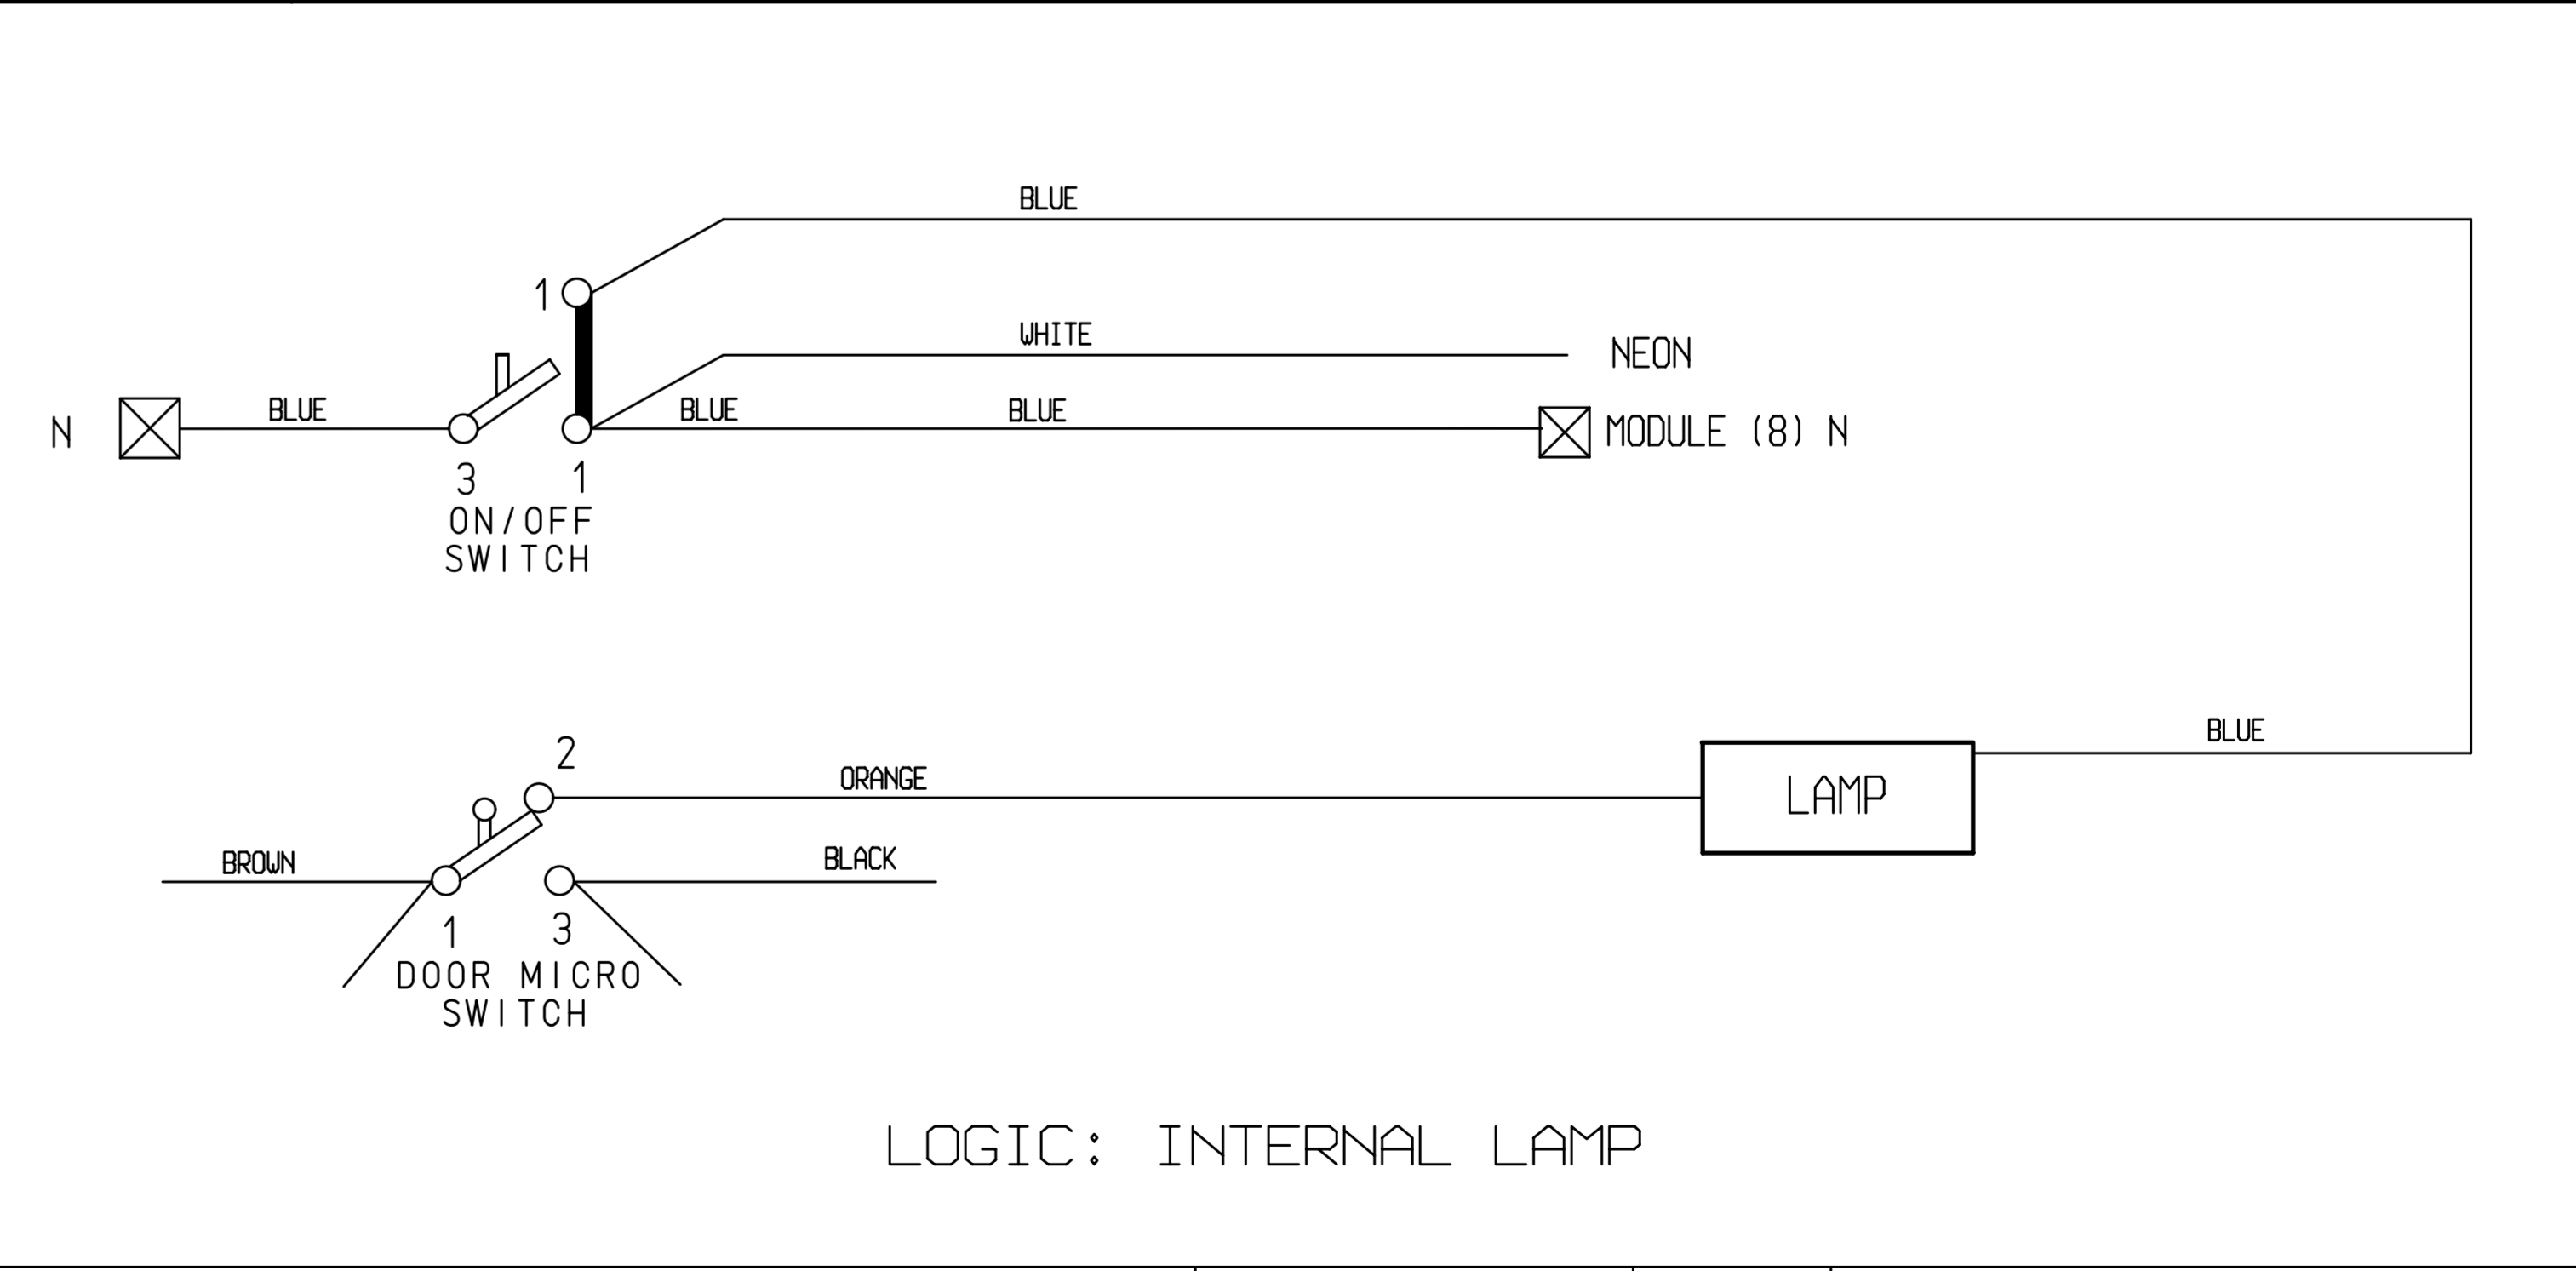 BLUE
1
WHITE
NEON
N
BLUE
BLUE
BLUE
MODULE (8) N
3
1
ON/OFF
SWITCH
BLUE
2
ORANGE
LAMP
BROWN
BLACK
1
3
DOOR MICRO
SWITCH
LOGIC: INTERNAL LAMP